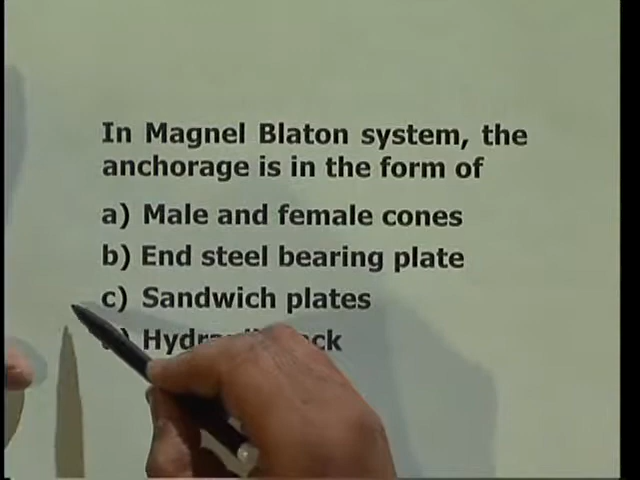 In Magnel Blaton system, the
anchorage is in the form of
a) Male and female cones
b) End steel bearing plate
c) Sandwich plates